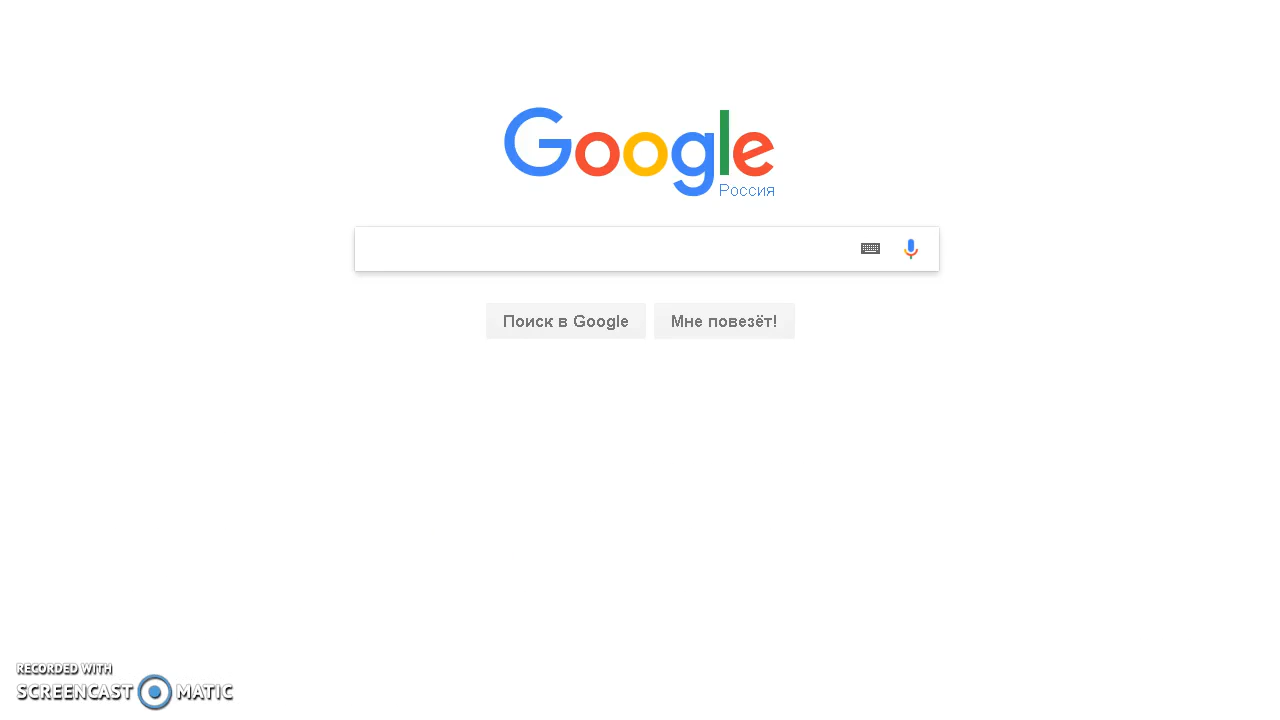 Google
Россия
Поиск в Google
Мне повезёт!
RECORDED WITH
SCREENCAST MATIC